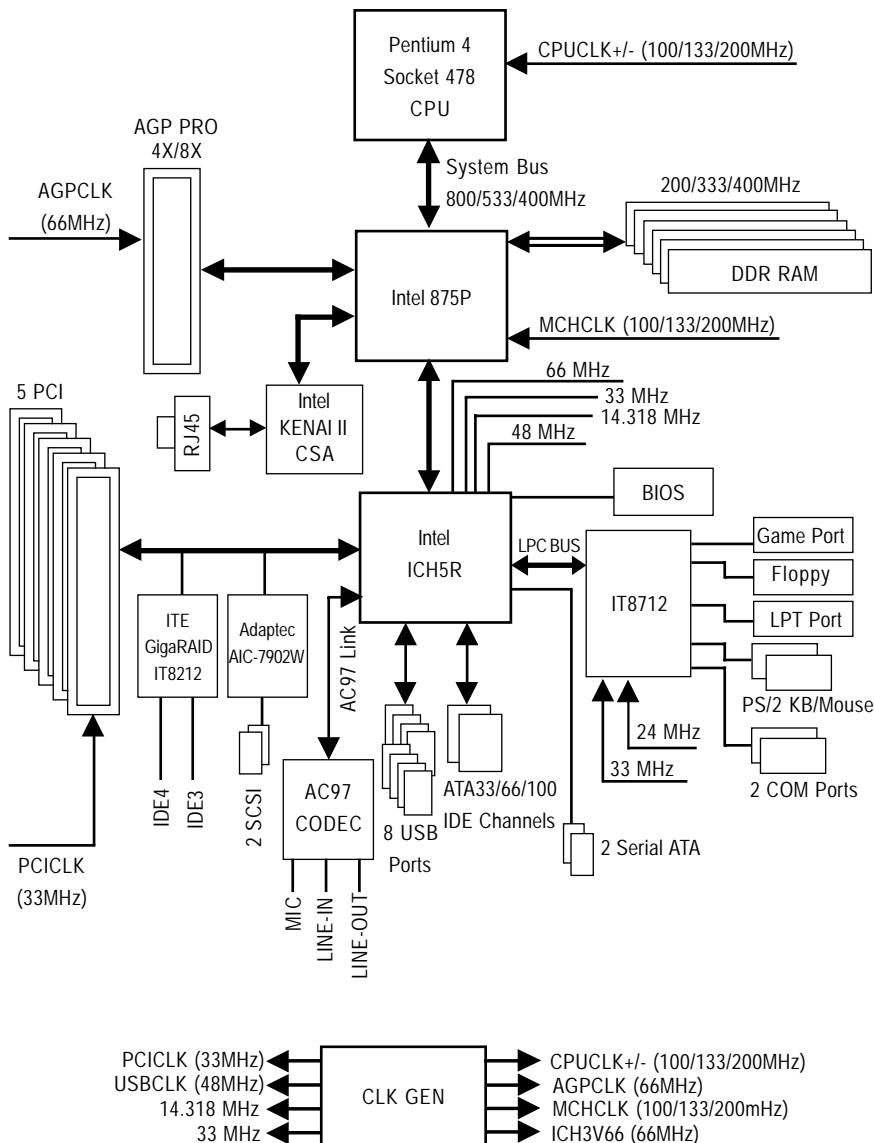 Pentium 4
Socket 478
CPU
CPUCLK+/- (100/133/200MHz)
AGP PRO
4X/8X
AGPCLK
(66MHz)
System Bus
800/533/400MHz
200/333/400MHz
DDR RAM
Intel 875P
MCHCLK (100/133/200MHz)
66 MHz
33 MHz
14.318 MHz
48 MHz
5 PCI
RJ45
Intel
KENAI II
CSA
BIOS
Intel
ICH5R
LPC BUS
IT8712
Game Port
Floppy
LPT Port
PS/2 KB/Mouse
2 COM Ports
24 MHz
33 MHz
ITE
GigaRAID
IT8212
Adaptec
AIC-7902W
AC97 Link
IDE4
IDE3
2 SCSI
AC97
CODEC
8 USB
Ports
ATA33/66/100
IDE Channels
2 Serial ATA
PCICLK
(33MHz)
MIC
LINE-IN
LINE-OUT
CLK GEN
PCICLK (33MHz)
USBCLK (48MHz)
14.318 MHz
33 MHz
CPUCLK+/- (100/133/200MHz)
AGPCLK (66MHz)
MCHCLK (100/133/200mHz)
ICH3V66 (66MHz)